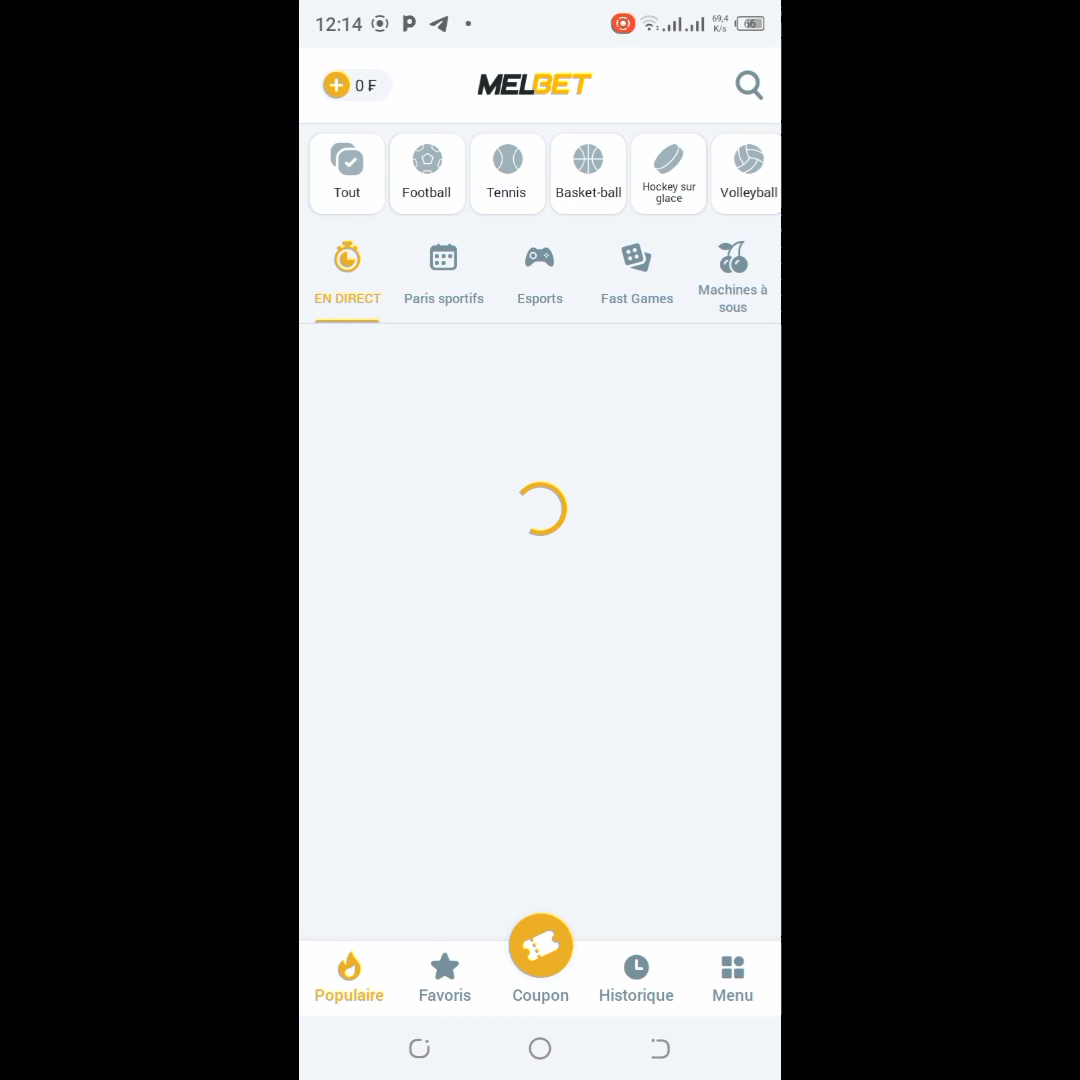 12:14
69,4
K/s
66
0 ₣
MELBET
Tout
Football
Tennis
Basket-ball
Hockey sur
glace
Volleyball
EN DIRECT
Paris sportifs
Esports
Fast Games
Machines à
sous
Populaire
Favoris
Coupon
Historique
Menu